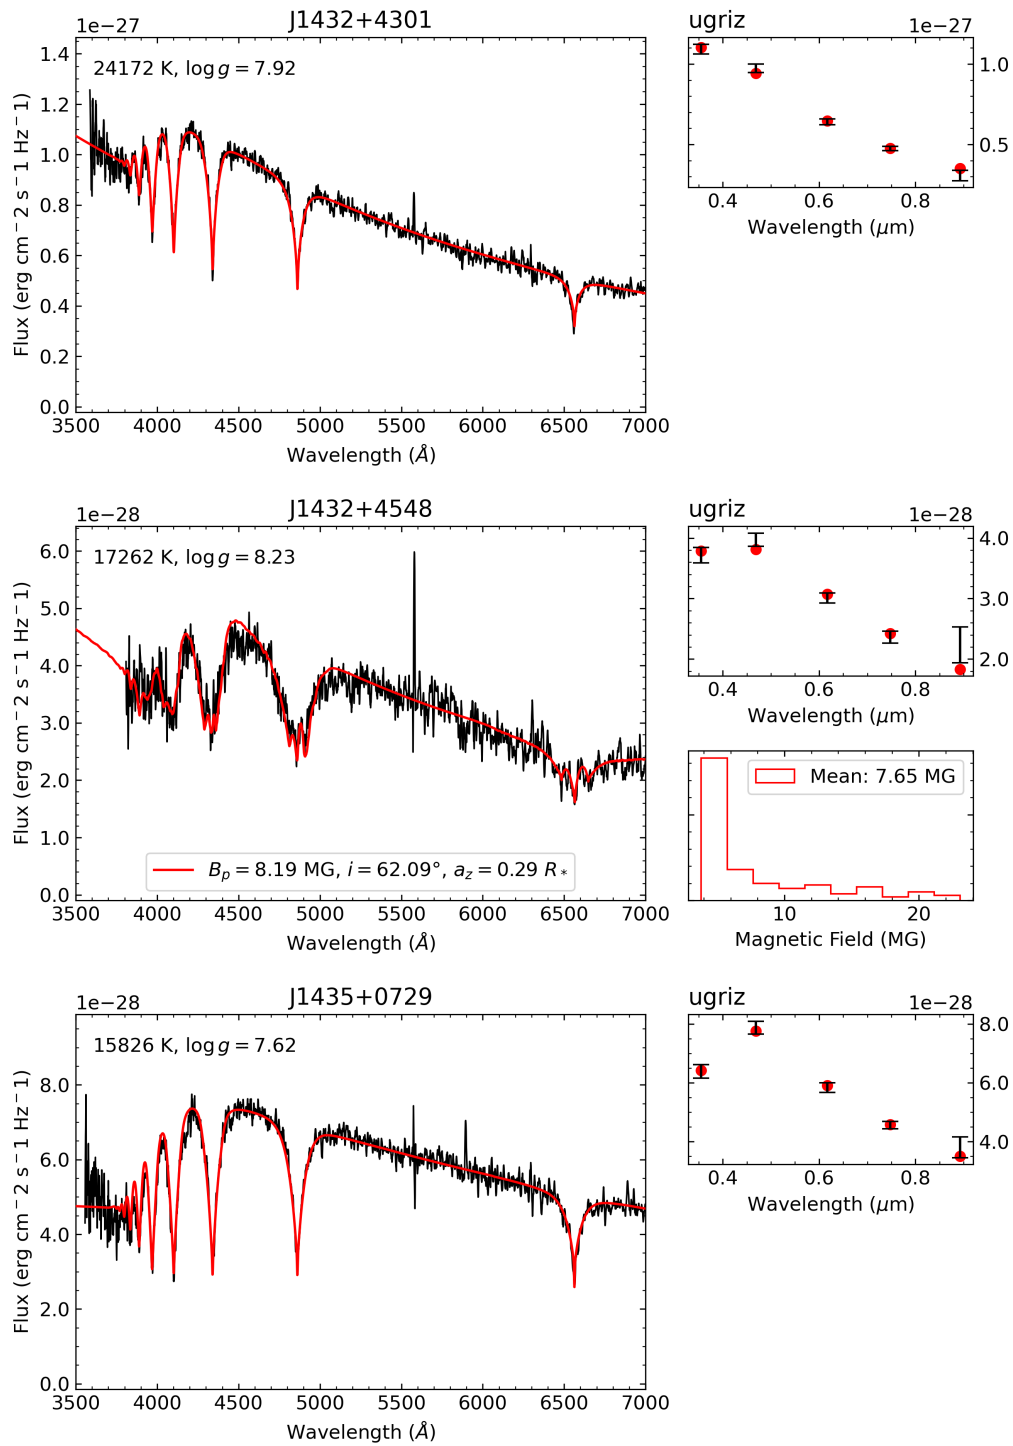 J1432+4301
1e−27
24172 K, log g = 7.92
1.4
1.2
1.0
0.8
0.6
0.4
0.2
0.0
Flux (erg cm−2 s−1 Hz−1)
3500 4000 4500 5000 5500 6000 6500 7000
Wavelength (Å)
ugriz
1e−27
1.0
0.5
0.4 0.6 0.8
Wavelength (μm)
J1432+4548
1e−28
17262 K, log g = 8.23
6.0
5.0
4.0
3.0
2.0
1.0
0.0
Flux (erg cm−2 s−1 Hz−1)
B_p = 8.19 MG, i = 62.09°, a_z = 0.29 R_*
3500 4000 4500 5000 5500 6000 6500 7000
Wavelength (Å)
ugriz
1e−28
4.0
3.0
2.0
0.4 0.6 0.8
Wavelength (μm)
Mean: 7.65 MG
10 20
Magnetic Field (MG)
J1435+0729
1e−28
15826 K, log g = 7.62
8.0
6.0
4.0
2.0
0.0
Flux (erg cm−2 s−1 Hz−1)
3500 4000 4500 5000 5500 6000 6500 7000
Wavelength (Å)
ugriz
1e−28
8.0
6.0
4.0
0.4 0.6 0.8
Wavelength (μm)